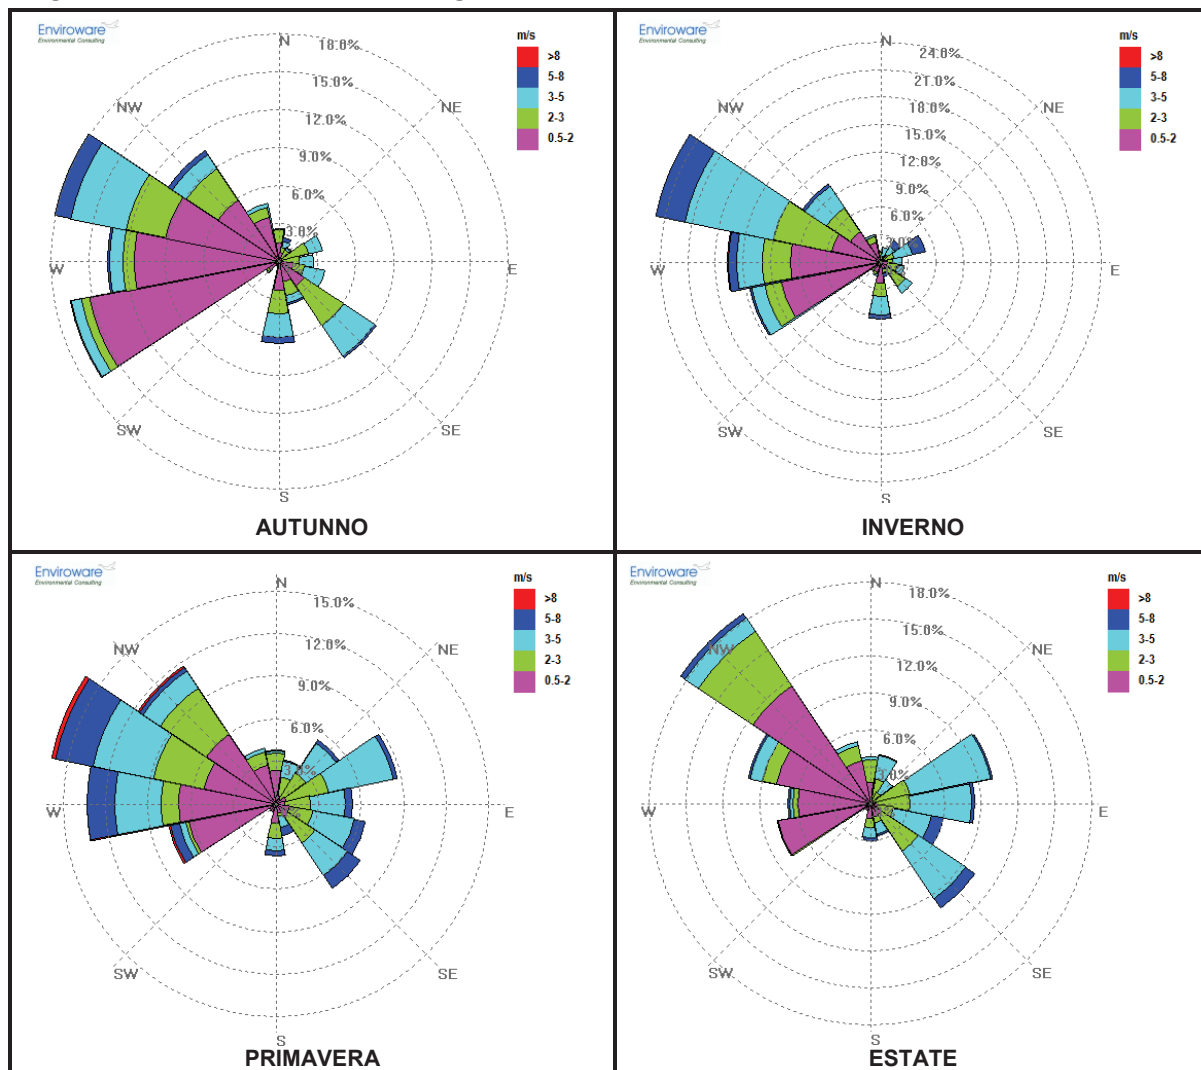 Enviroware
Environmental Consulting
m/s
>8
5-8
3-5
2-3
0.5-2
N
NE
E
SE
S
SW
W
NW
18.0%
15.0%
12.0%
9.0%
6.0%
3.0%
AUTUNNO
Enviroware
Environmental Consulting
m/s
>8
5-8
3-5
2-3
0.5-2
N
NE
E
SE
S
SW
W
NW
24.0%
21.0%
18.0%
15.0%
12.0%
9.0%
6.0%
3.0%
INVERNO
Enviroware
Environmental Consulting
m/s
>8
5-8
3-5
2-3
0.5-2
N
NE
E
SE
S
SW
W
NW
15.0%
12.0%
9.0%
6.0%
3.0%
PRIMAVERA
Enviroware
Environmental Consulting
m/s
>8
5-8
3-5
2-3
0.5-2
N
NE
E
SE
S
SW
W
NW
18.0%
15.0%
12.0%
9.0%
6.0%
3.0%
ESTATE